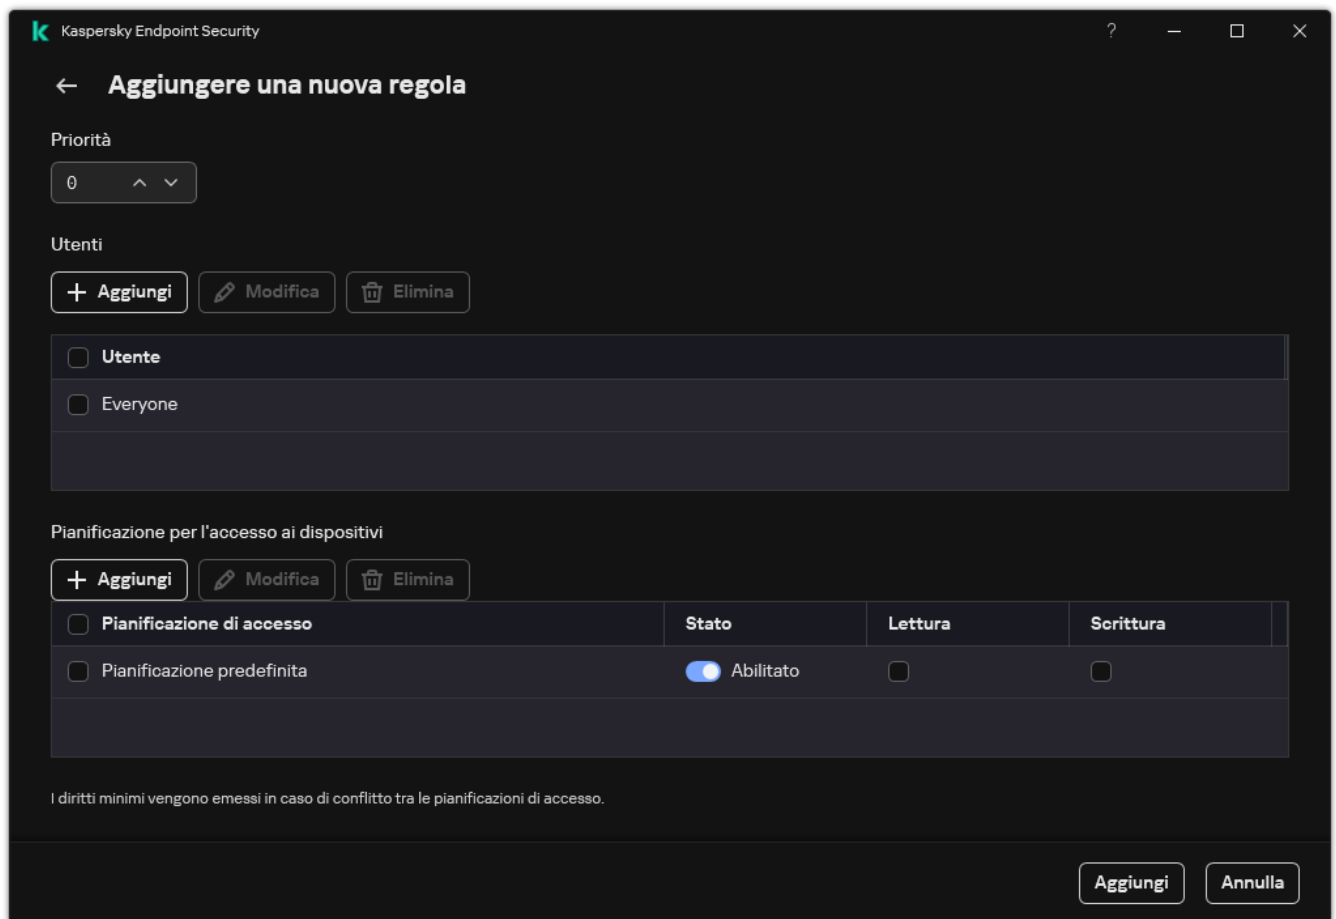 Kaspersky Endpoint Security ?
Aggiungere una nuova regola
Priorità
0
Utenti
Aggiungi Modifica Elimina
Utente
Everyone
Pianificazione per l'accesso ai dispositivi
Aggiungi Modifica Elimina
Pianificazione di accesso Stato Lettura Scrittura
Pianificazione predefinita Abilitato
I diritti minimi vengono emessi in caso di conflitto tra le pianificazioni di accesso.
Aggiungi Annulla